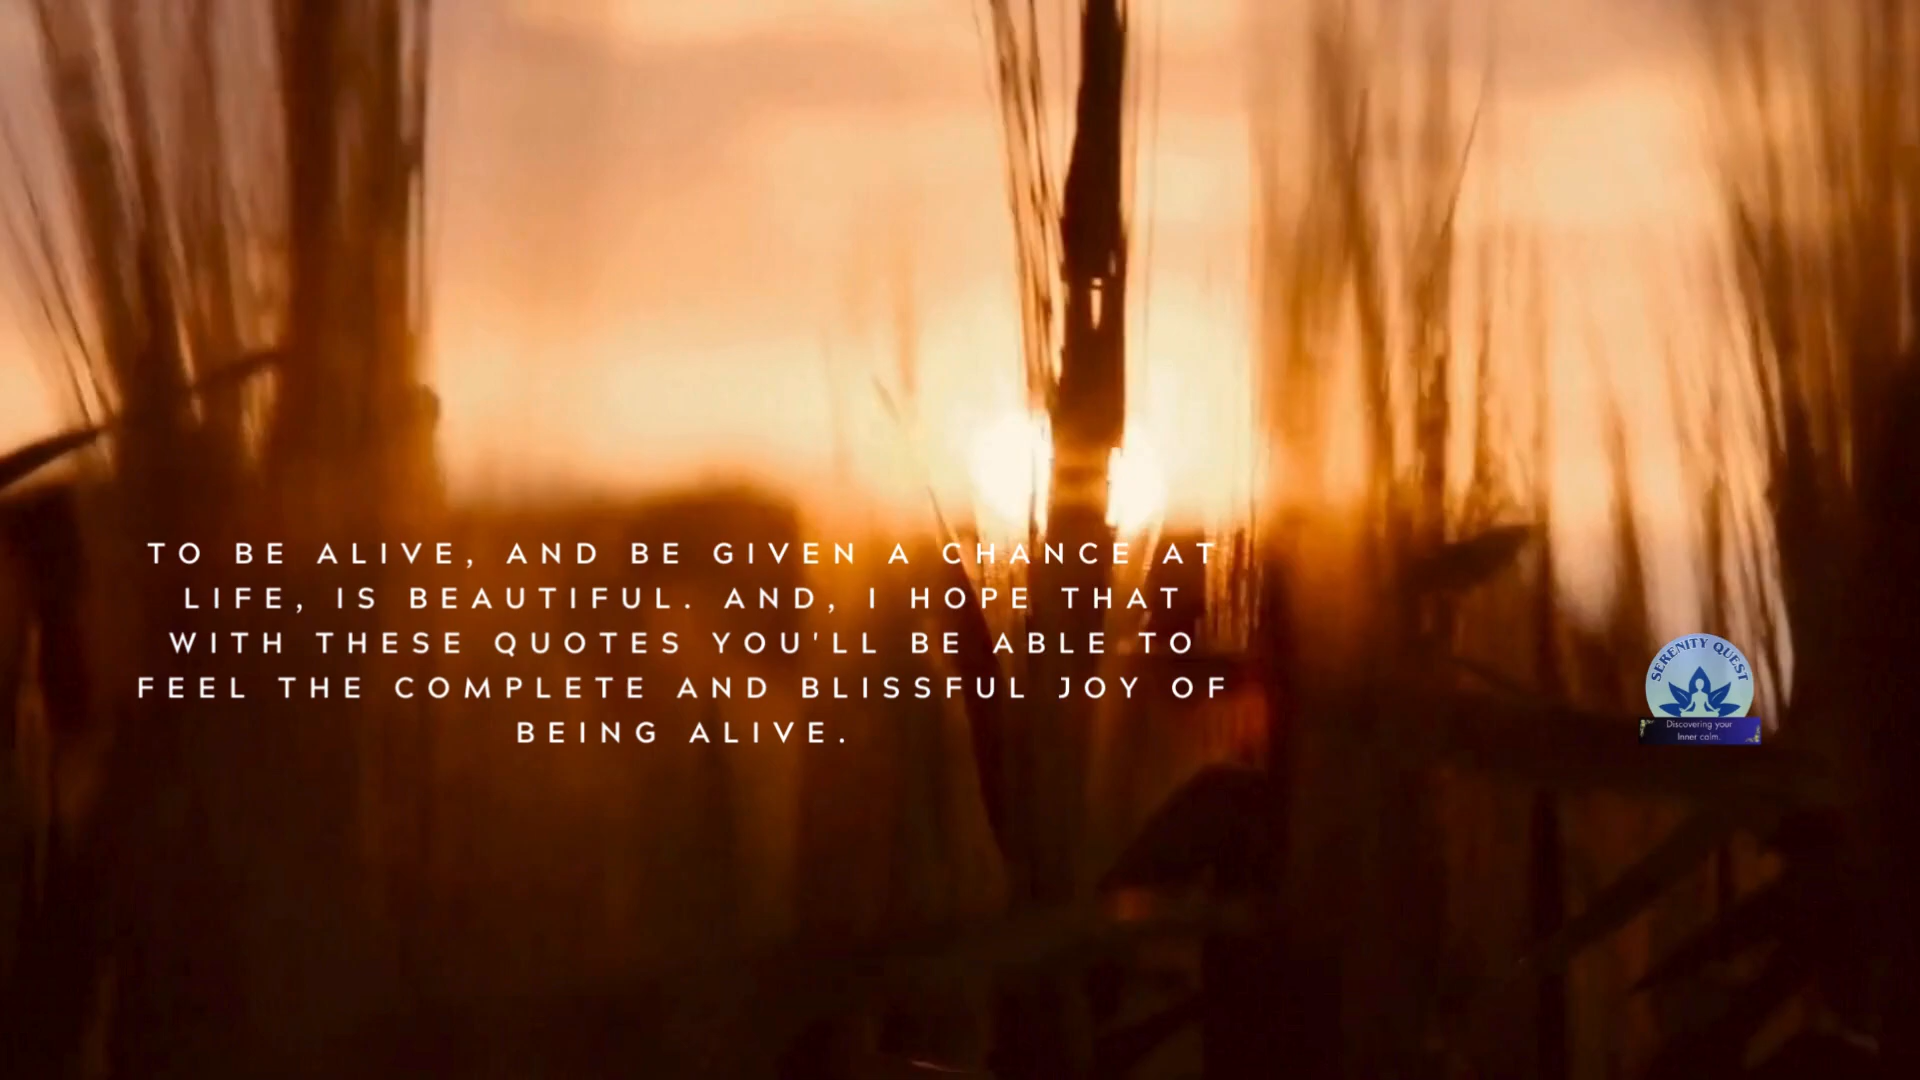 TO BE ALIVE, AND BE GIVEN A CHANCE AT
LIFE, IS BEAUTIFUL. AND, I HOPE THAT
WITH THESE QUOTES YOU'LL BE ABLE TO
FEEL THE COMPLETE AND BLISSFUL JOY OF
BEING ALIVE.
SERENITY QUEST
Discovering your
Inner calm.